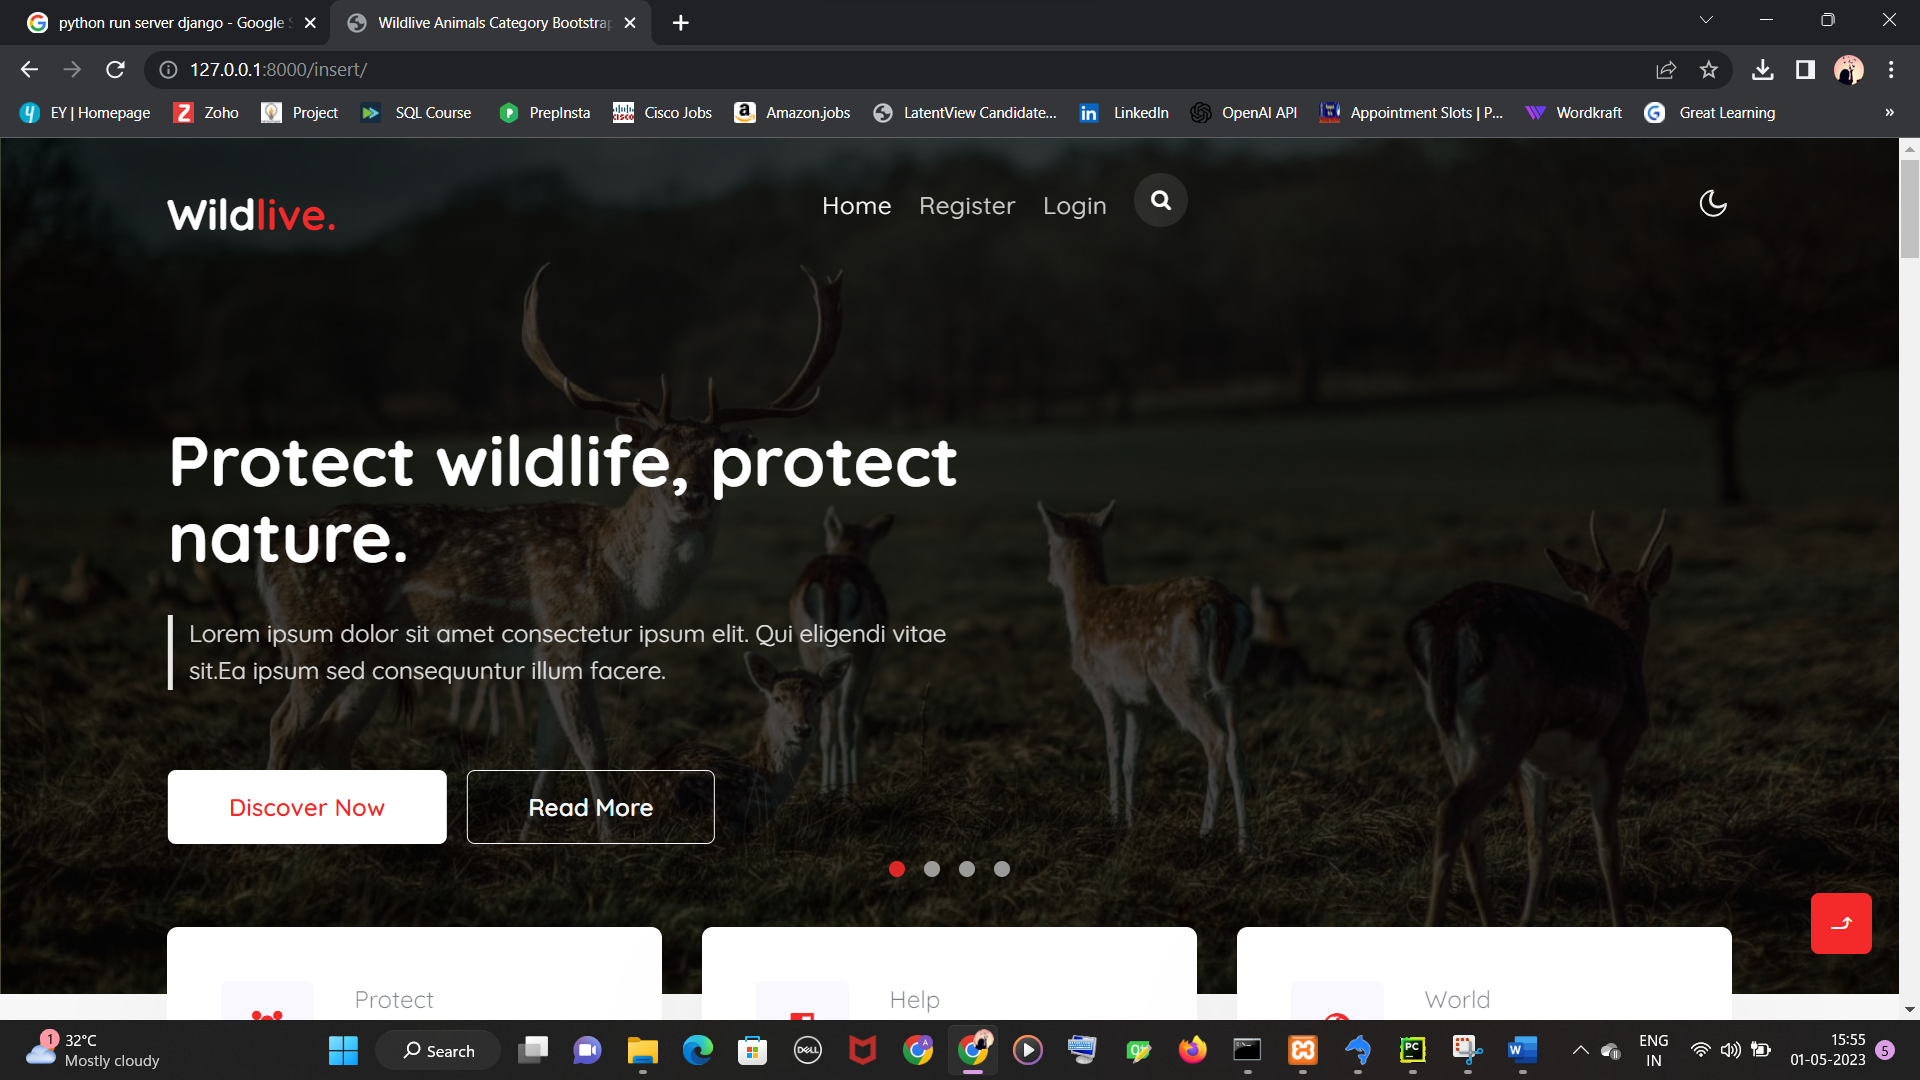 python run server django - Google S
Wildlive Animals Category Bootstrap
127.0.0.1:8000/insert/
EY | Homepage
Zoho
Project
SQL Course
PrepInsta
Cisco Jobs
Amazon.jobs
LatentView Candidate...
LinkedIn
OpenAI API
Appointment Slots | P...
Wordkraft
Great Learning
»
Wildlive.
Home
Register
Login
Protect wildlife, protect
nature.
Lorem ipsum dolor sit amet consectetur ipsum elit. Qui eligendi vitae
sit.Ea ipsum sed consequuntur illum facere.
Discover Now
Read More
Protect
Help
World
1
32°C
Mostly cloudy
Search
DELL
PC
W
ENG
IN
15:55
01-05-2023
5